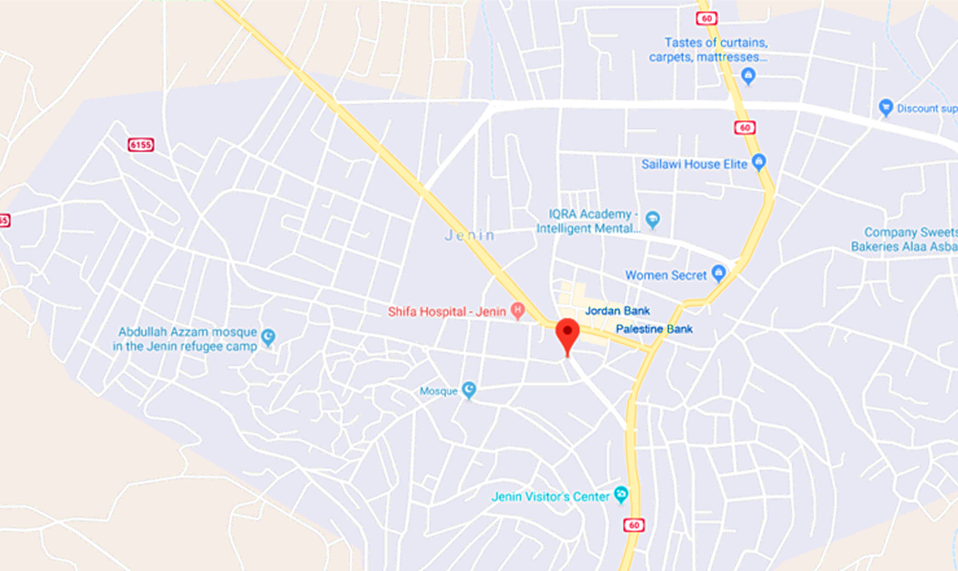 60
Tastes of curtains,
carpets, mattresses...
Discount sup
60
6155
Sailawi House Elite
55
IQRA Academy -
Intelligent Mental...
Jenin
Company Sweets
Bakeries Alaa Asba
Women Secret
Shifa Hospital - Jenin
H
Jordan Bank
Palestine Bank
Abdullah Azzam mosque
in the Jenin refugee camp
Mosque
Jenin Visitor's Center
60